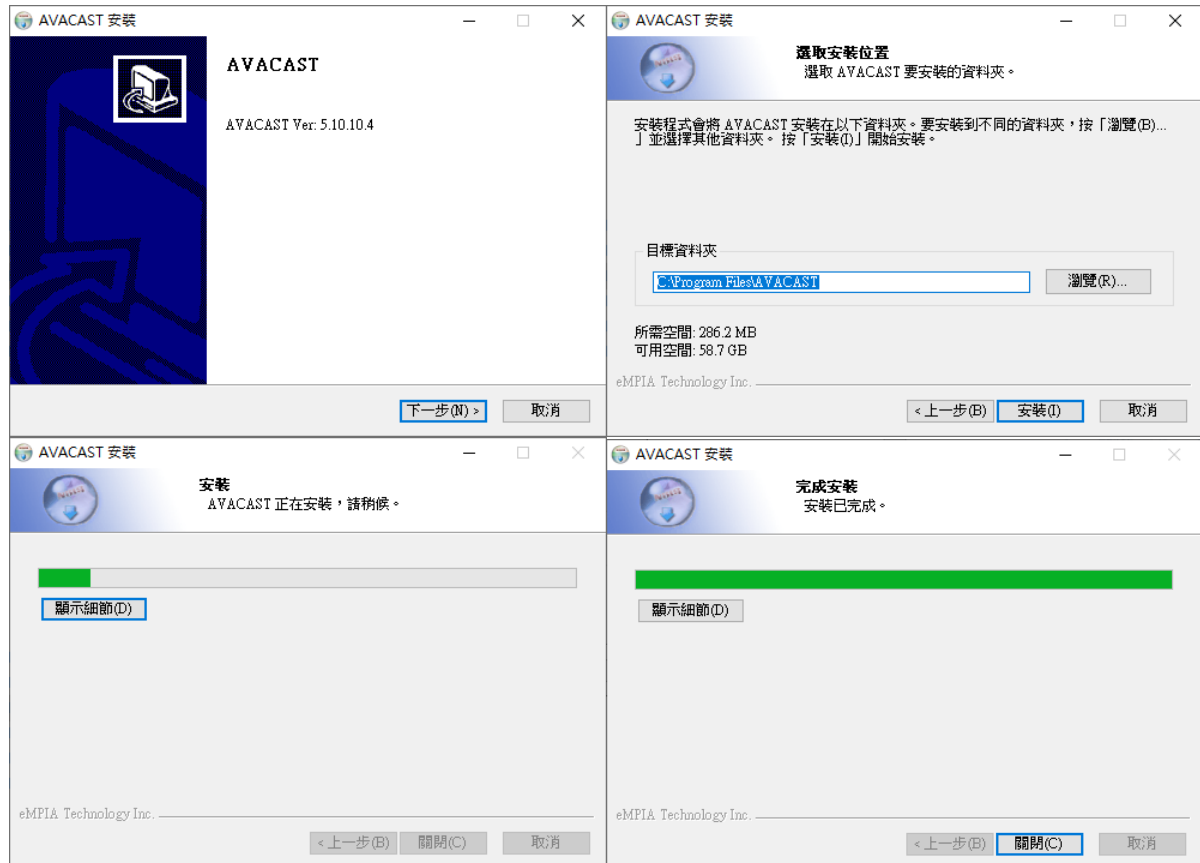 AVACAST 安裝
AVACAST
AVACAST Ver: 5.10.10.4
下一步(N) >
取消
AVACAST 安裝
選取安裝位置
選取 AVACAST 要安裝的資料夾。
安裝程式會將 AVACAST 安裝在以下資料夾。要安裝到不同的資料夾，按「瀏覽(B)...
」並選擇其他資料夾。 按「安裝(I)」開始安裝。
目標資料夾
C:\Program Files\AVACAST
瀏覽(R)...
所需空間: 286.2 MB
可用空間: 58.7 GB
eMPIA Technology Inc.
< 上一步(B)
安裝(I)
取消
AVACAST 安裝
安裝
AVACAST 正在安裝，請稍候。
顯示細節(D)
eMPIA Technology Inc.
< 上一步(B)
關閉(C)
取消
AVACAST 安裝
完成安裝
安裝已完成。
顯示細節(D)
eMPIA Technology Inc.
< 上一步(B)
關閉(C)
取消